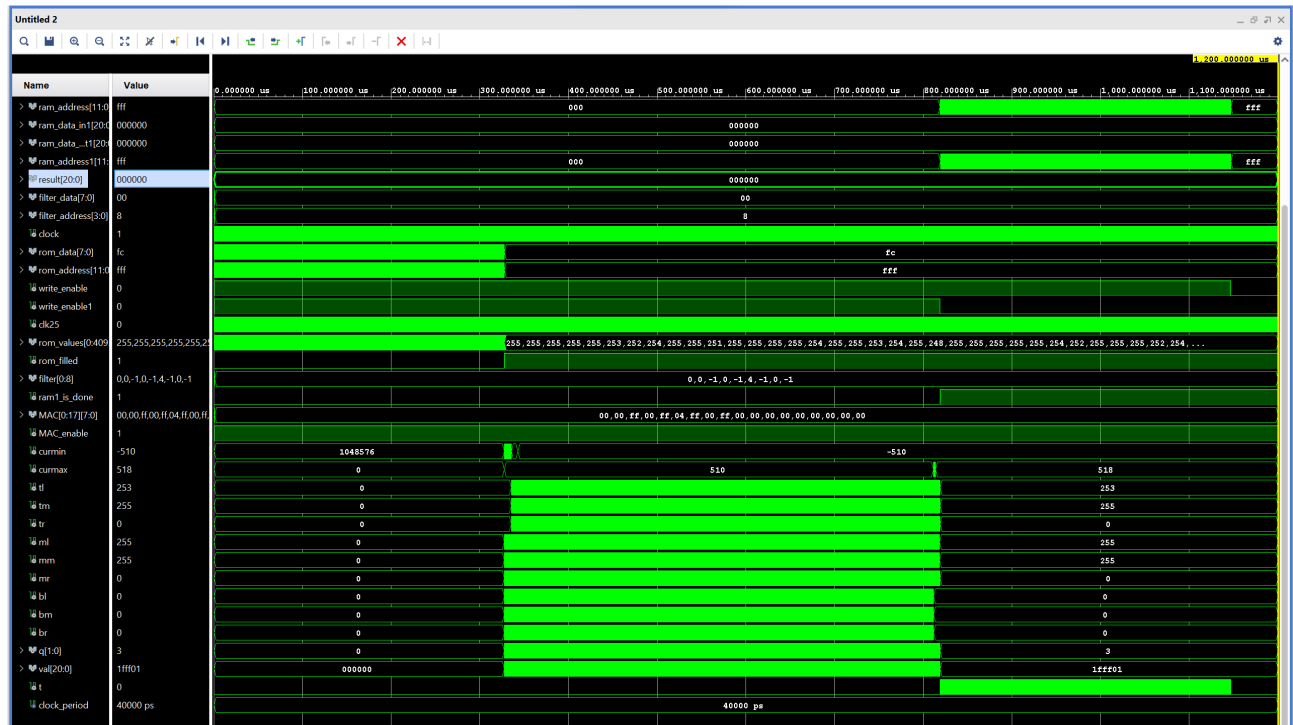 Untitled 2
1,200.000000 us
Name Value 0.000000 us 100.000000 us 200.000000 us 300.000000 us 400.000000 us 500.000000 us 600.000000 us 700.000000 us 800.000000 us 900.000000 us 1,000.000000 us 1,100.000000 us
ram_address[11:0 fff 000 fff
ram_data_in1[20:0 000000 000000
ram_data_...t1[20: 000000 000000
ram_address1[11: fff 000 fff
result[20:0] 000000 000000
filter_data[7:0] 00 00
filter_address[3:0] 8 8
clock 1
rom_data[7:0] fc fc
rom_address[11:0 fff fff
write_enable 0
write_enable1 0
clk25 0
rom_values[0:409 255,255,255,255,255,2 255,255,255,255,255,253,252,254,255,251,255,255,255,254,255,255,253,254,255,248,255,255,255,255,254,252,255,255,255,252,254,...
rom_filled 1
filter[0:8] 0,0,-1,0,-1,4,-1,0,-1 0,0,-1,0,-1,4,-1,0,-1
ram1_is_done 1
MAC[0:17][7:0] 00,00,ff,00,ff,04,ff,00,ff, 00,00,ff,00,ff,04,ff,00,ff,00,00,00,00,00,00,00,00,00
MAC_enable 1
curmin -510 1048576 -510
curmax 518 0 510 518
tl 253 0 253
tm 255 0 255
tr 0 0 0
ml 255 0 255
mm 255 0 255
mr 0 0 0
bl 0 0 0
bm 0 0 0
br 0 0 0
q[1:0] 3 0 3
val[20:0] 1fff01 000000 1fff01
t 0
clock_period 40000 ps 40000 ps